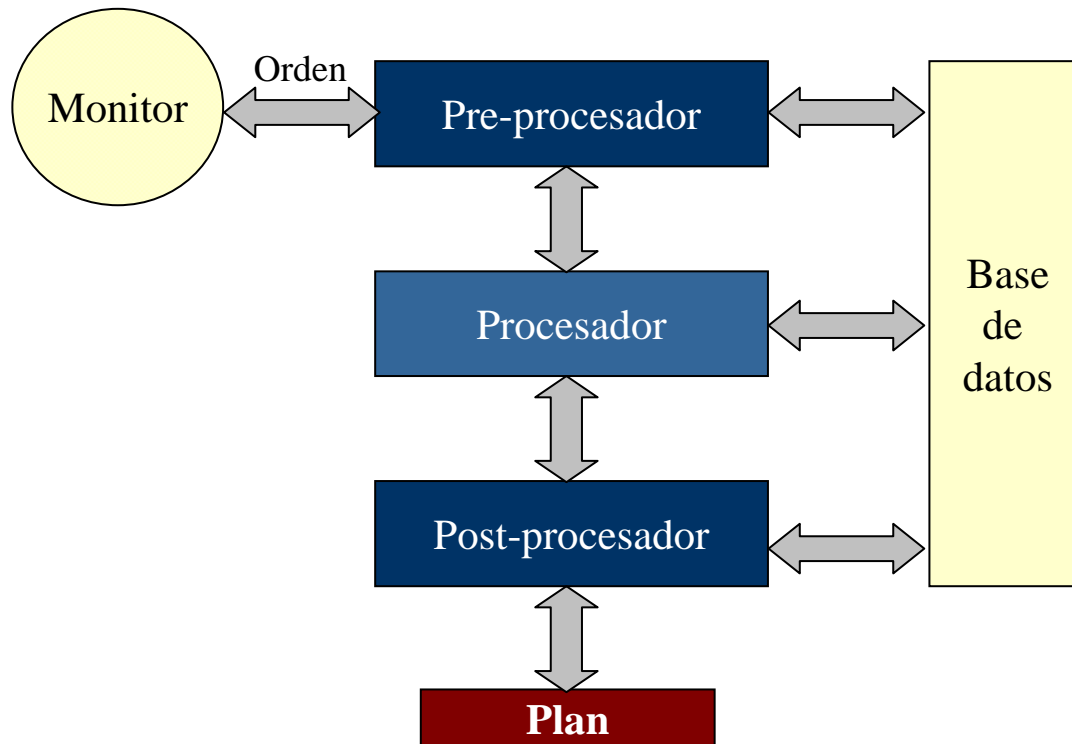 Orden
Monitor
Pre-procesador
Procesador
Base
de
datos
Post-procesador
Plan